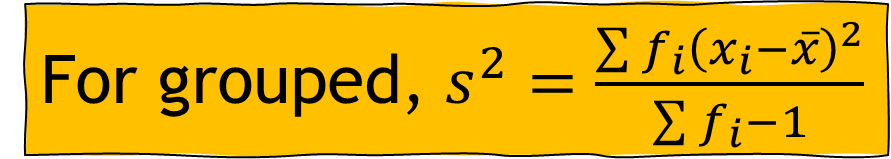 For grouped, s² = ∑ fᵢ(xᵢ−x̄)² / ∑ fᵢ−1